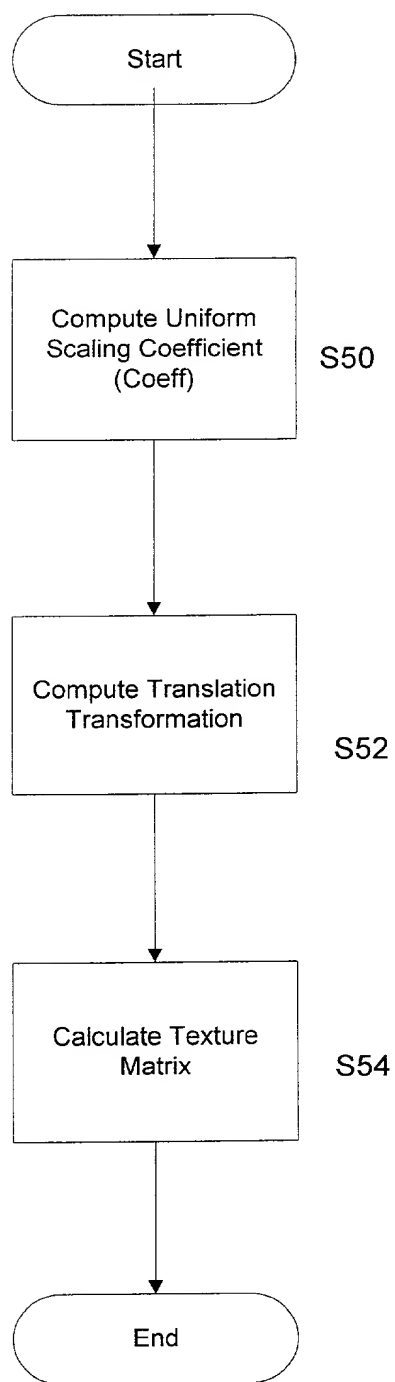 Start
Compute Uniform
Scaling Coefficient
(Coeff)
S50
Compute Translation
Transformation
S52
Calculate Texture
Matrix
S54
End